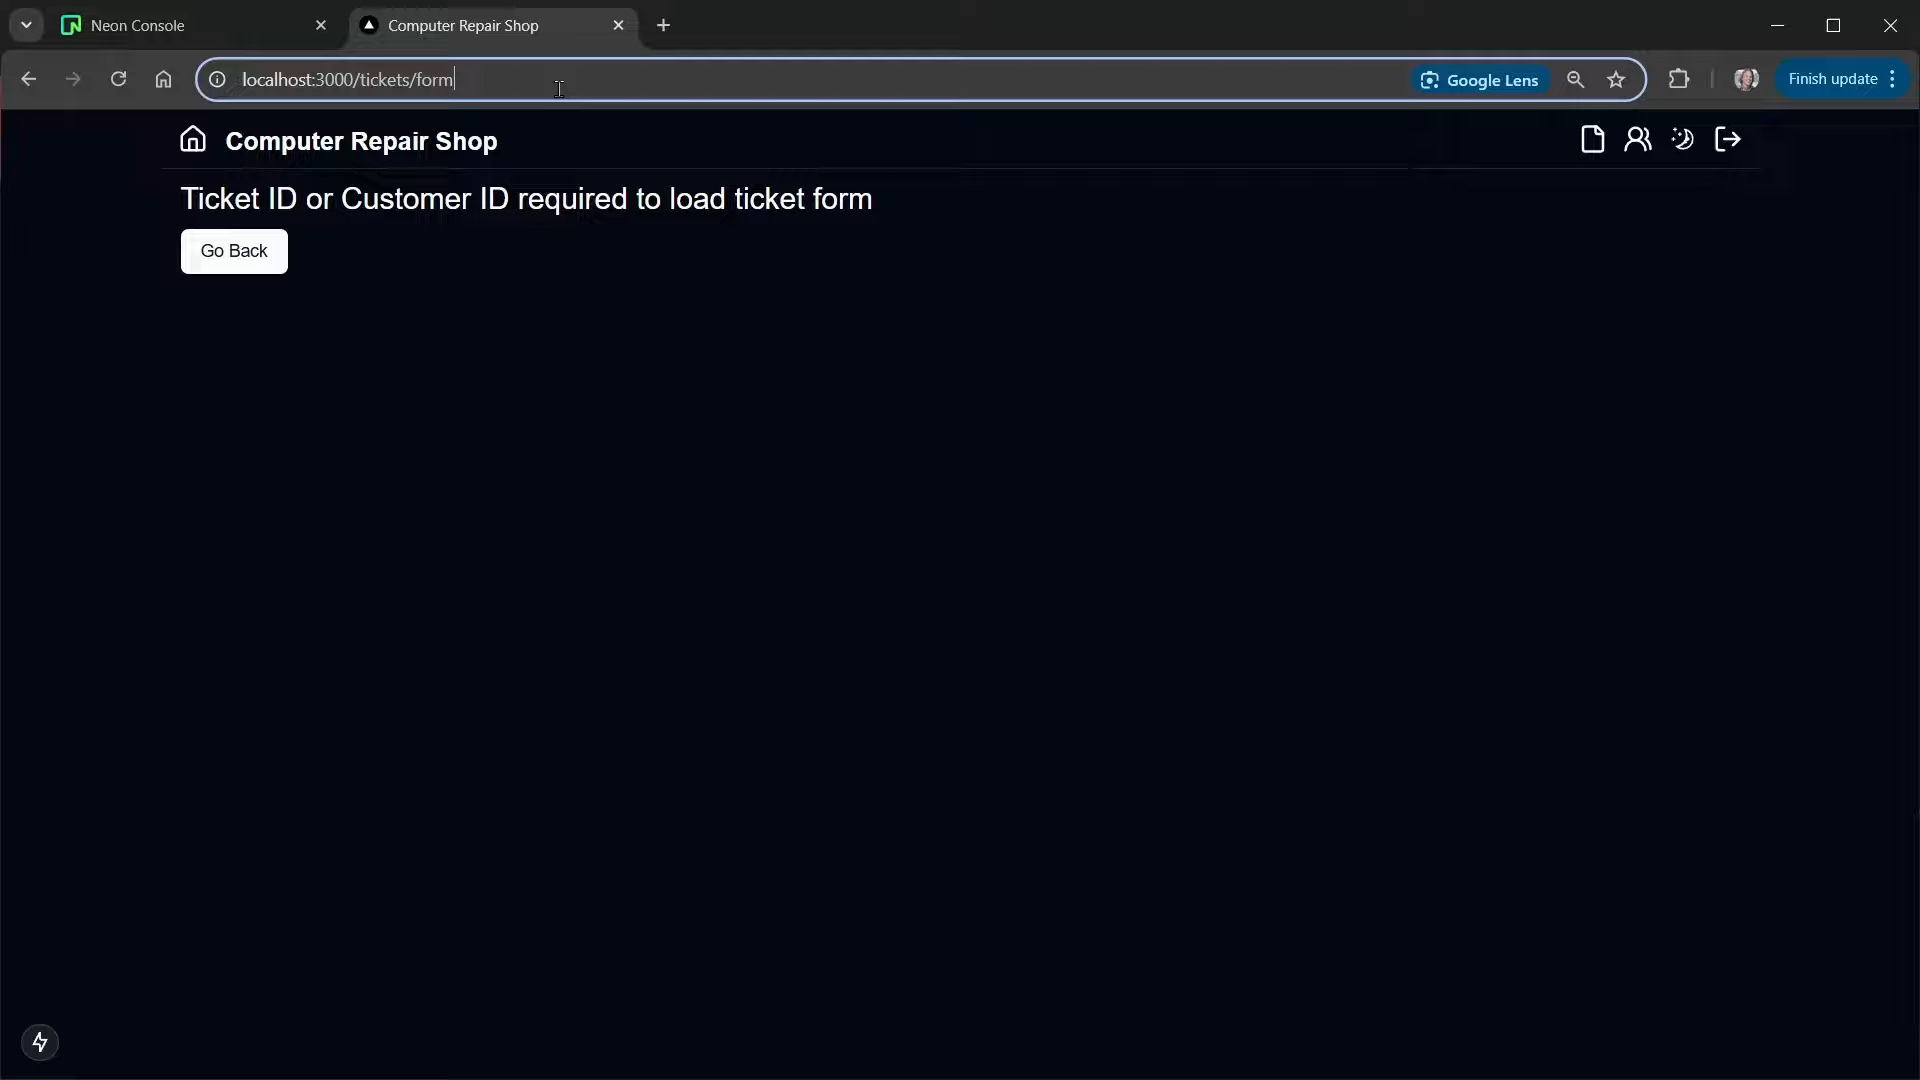 Neon Console
Computer Repair Shop
localhost:3000/tickets/form
Google Lens
Finish update
Computer Repair Shop
Ticket ID or Customer ID required to load ticket form
Go Back